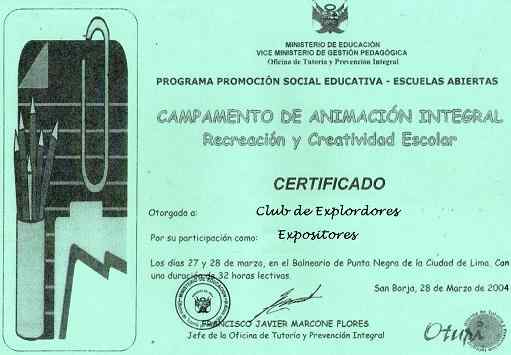 MINISTERIO DE EDUCACIÓN
VICE MINISTERIO DE GESTIÓN PEDAGÓGICA
Oficina de Tutoría y Prevención Integral
PROGRAMA PROMOCIÓN SOCIAL EDUCATIVA - ESCUELAS ABIERTAS
CAMPAMENTO DE ANIMACIÓN INTEGRAL
Recreación y Creatividad Escolar
CERTIFICADO
Otorgado a: Club de Explordores
Por su participación como: Expositores
Los días 27 y 28 de marzo, en el Balneario de Punta Negra de la Ciudad de Lima. Con
una duración de 32 horas lectivas.
San Borja, 28 de Marzo de 2004
FRANCISCO JAVIER MARCONE FLORES
Jefe de la Oficina de Tutoría y Prevención Integral
Otupi